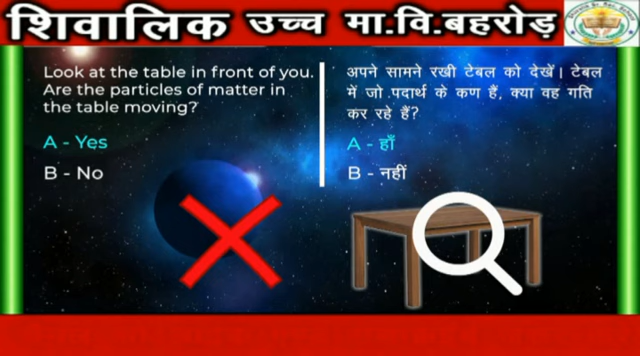 शिवालिक उच्च मा.वि.बहरोड़
Look at the table in front of you.
Are the particles of matter in
the table moving?
A - Yes
B - No
अपने सामने रखी टेबल को देखें। टेबल
में जो पदार्थ के कण हैं, क्या वह गति
कर रहे हैं?
A - हाँ
B - नहीं